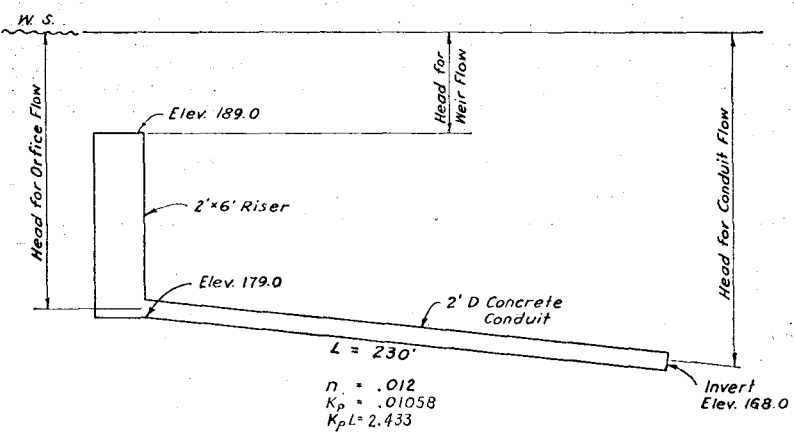 W. S.
Head for Orfice Flow
Head for
Weir Flow
Head for Conduit Flow
Elev. 189.0
2'×6' Riser
Elev. 179.0
2' D Concrete
Conduit
L = 230'
n = .012
Kp = .01058
KpL= 2.433
Invert
Elev. 168.0